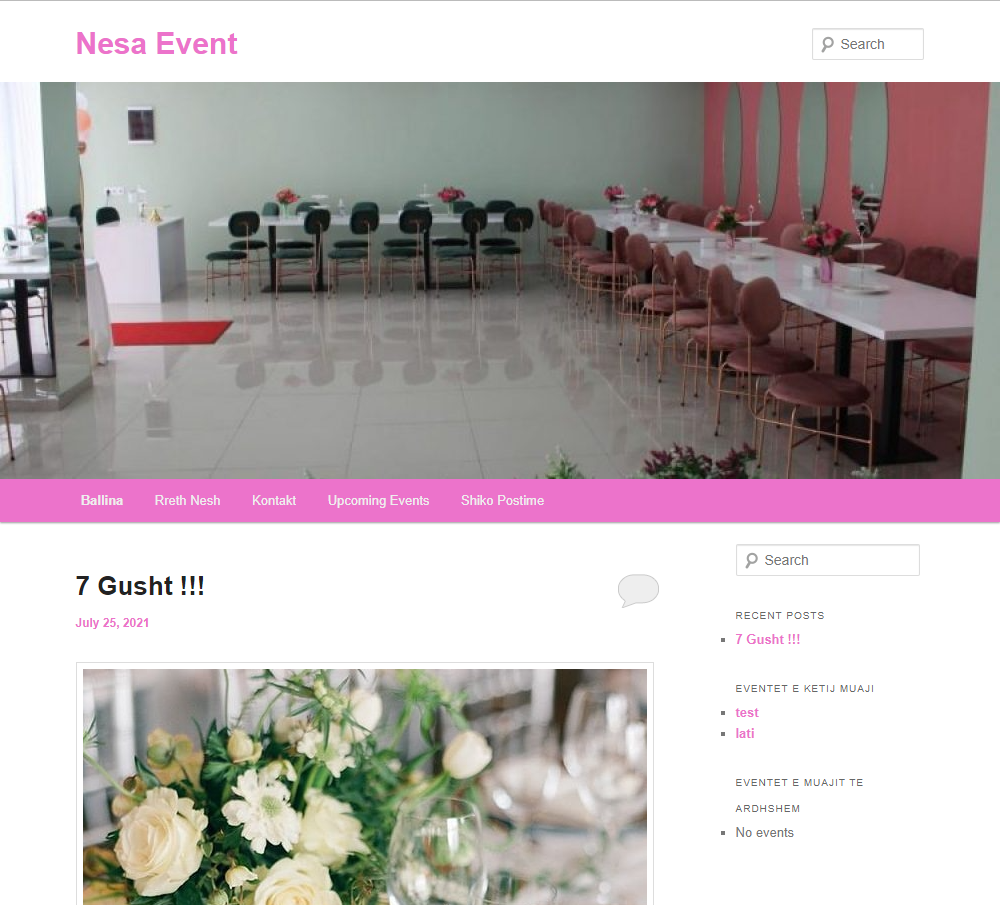 Nesa Event
Search
Ballina Rreth Nesh Kontakt Upcoming Events Shiko Postime
Search
7 Gusht !!!
July 25, 2021
RECENT POSTS
7 Gusht !!!
EVENTET E KETIJ MUAJI
test
lati
EVENTET E MUAJIT TE
ARDHSHEM
No events